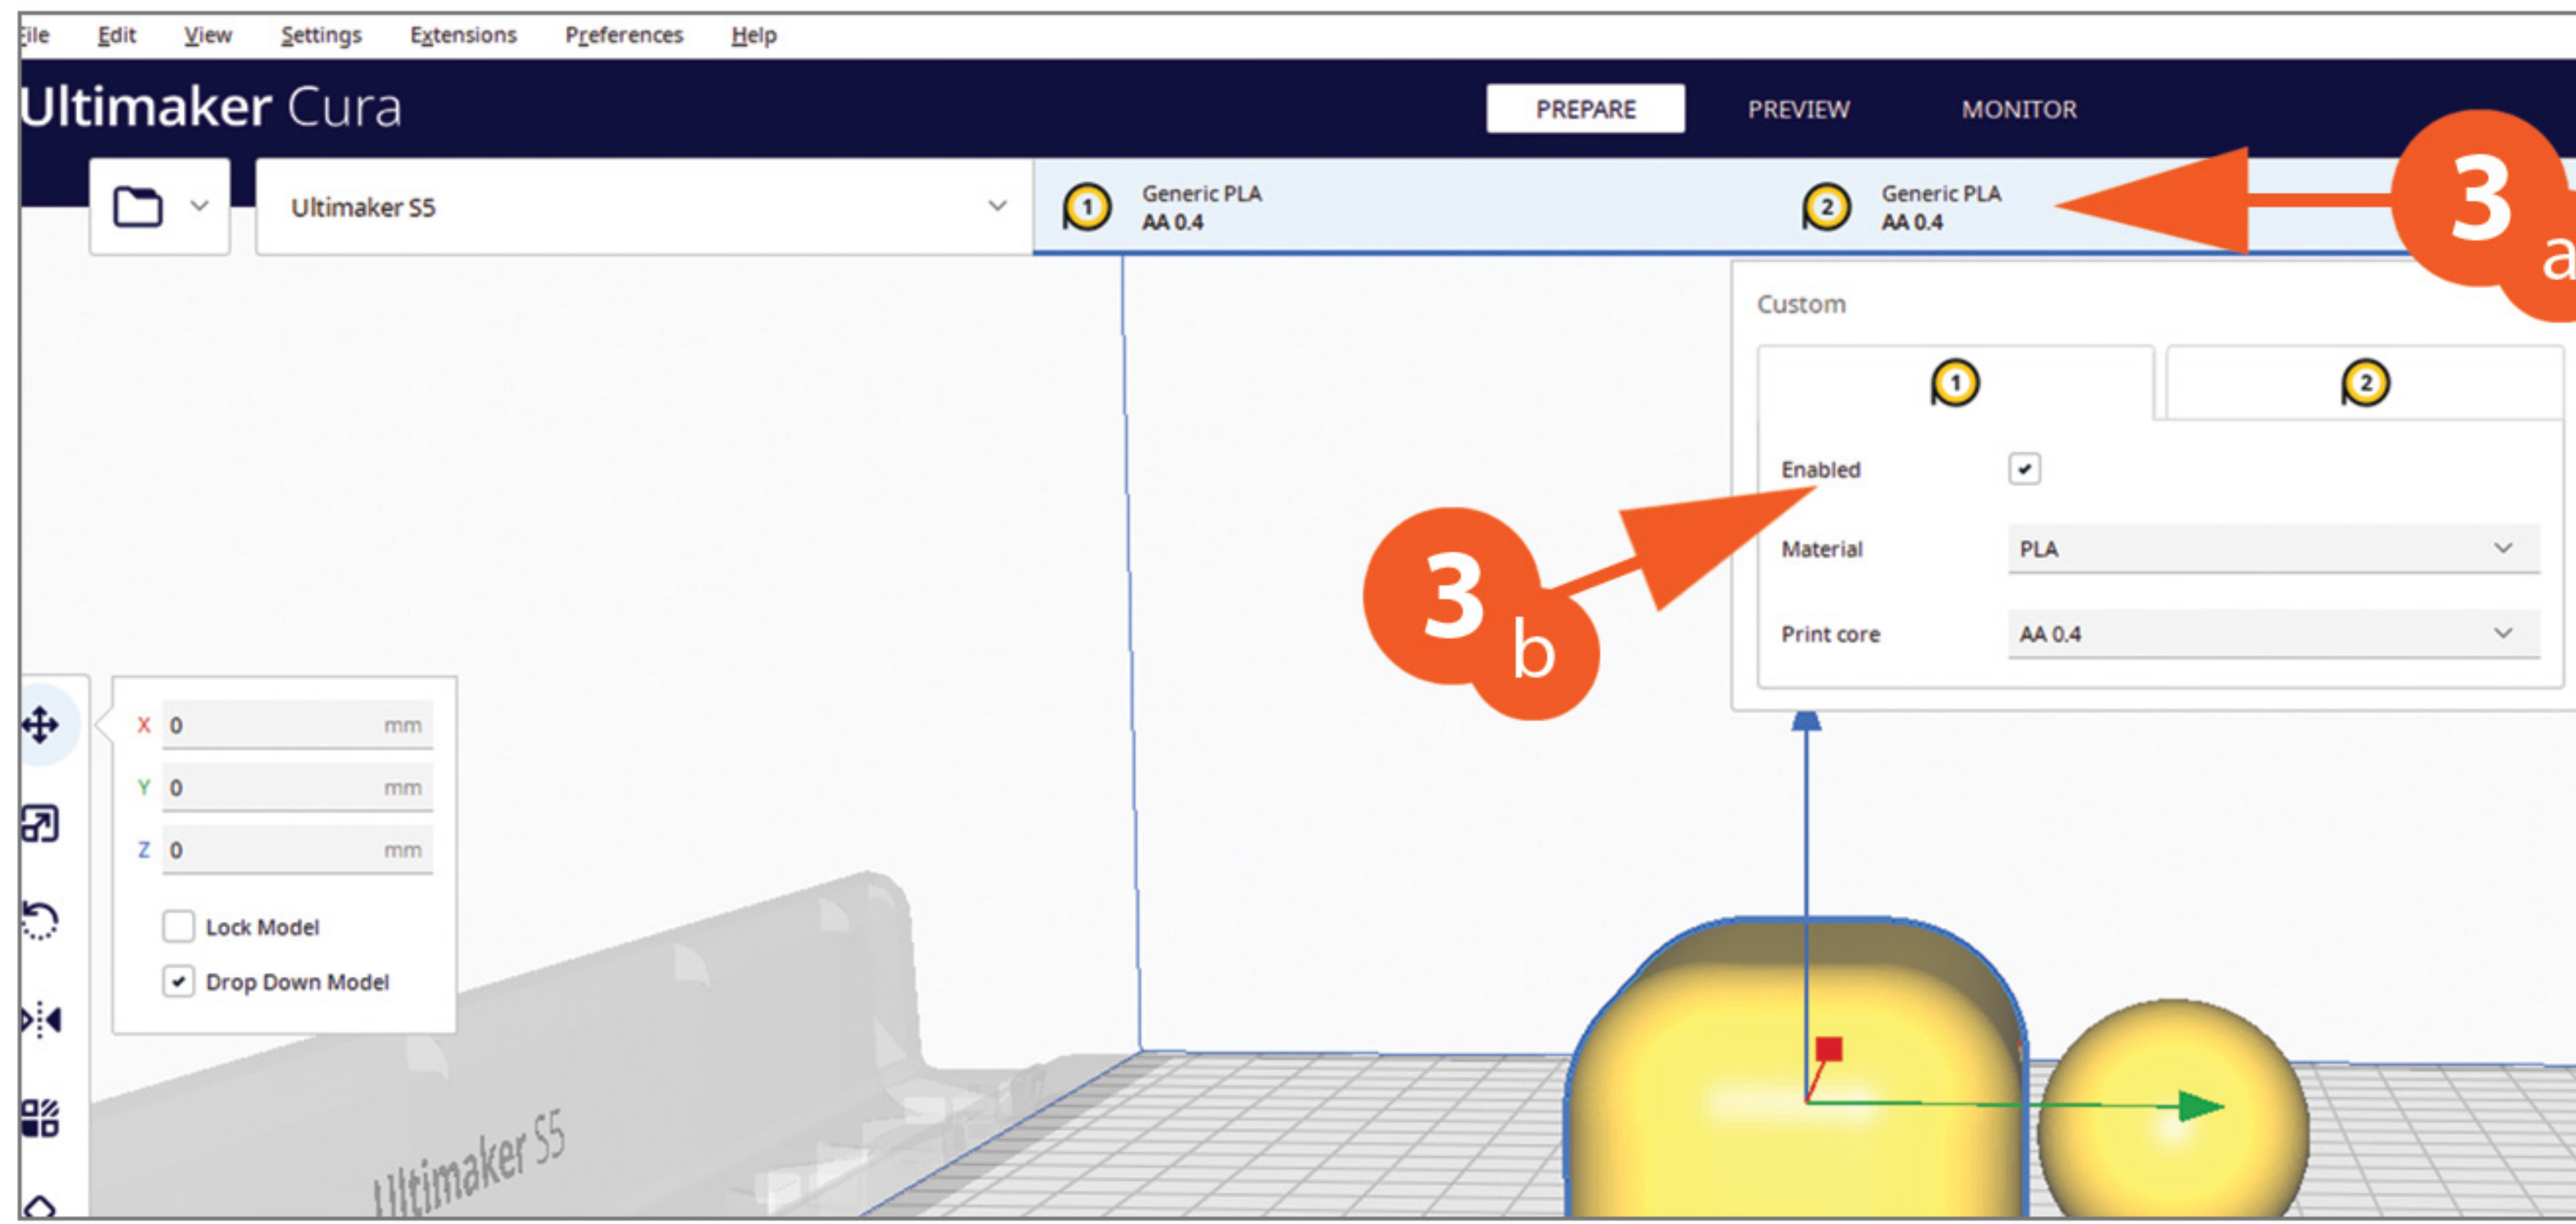 File Edit View Settings Extensions Preferences Help
Ultimaker Cura
PREPARE PREVIEW MONITOR
Ultimaker S5
1 Generic PLA
AA 0.4
2 Generic PLA
AA 0.4
3
a
Custom
1 2
Enabled
Material PLA
Print core AA 0.4
3
b
X 0 mm
Y 0 mm
Z 0 mm
Lock Model
Drop Down Model
Ultimaker S5